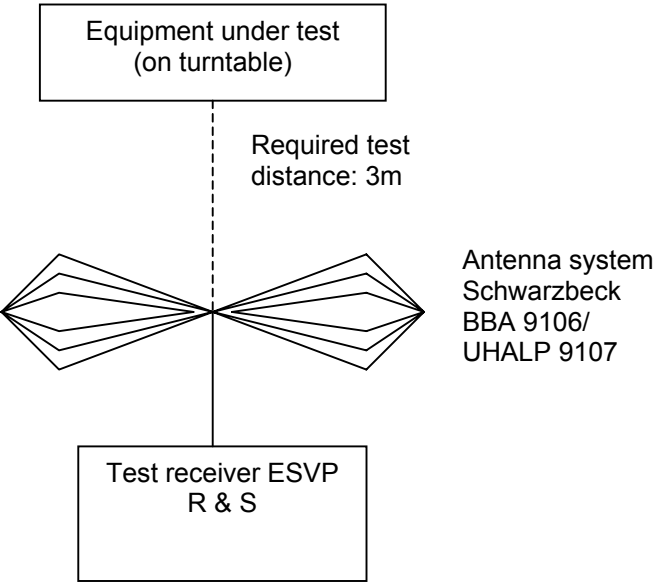 Equipment under test
(on turntable)
Required test
distance: 3m
Antenna system
Schwarzbeck
BBA 9106/
UHALP 9107
Test receiver ESVP
R & S